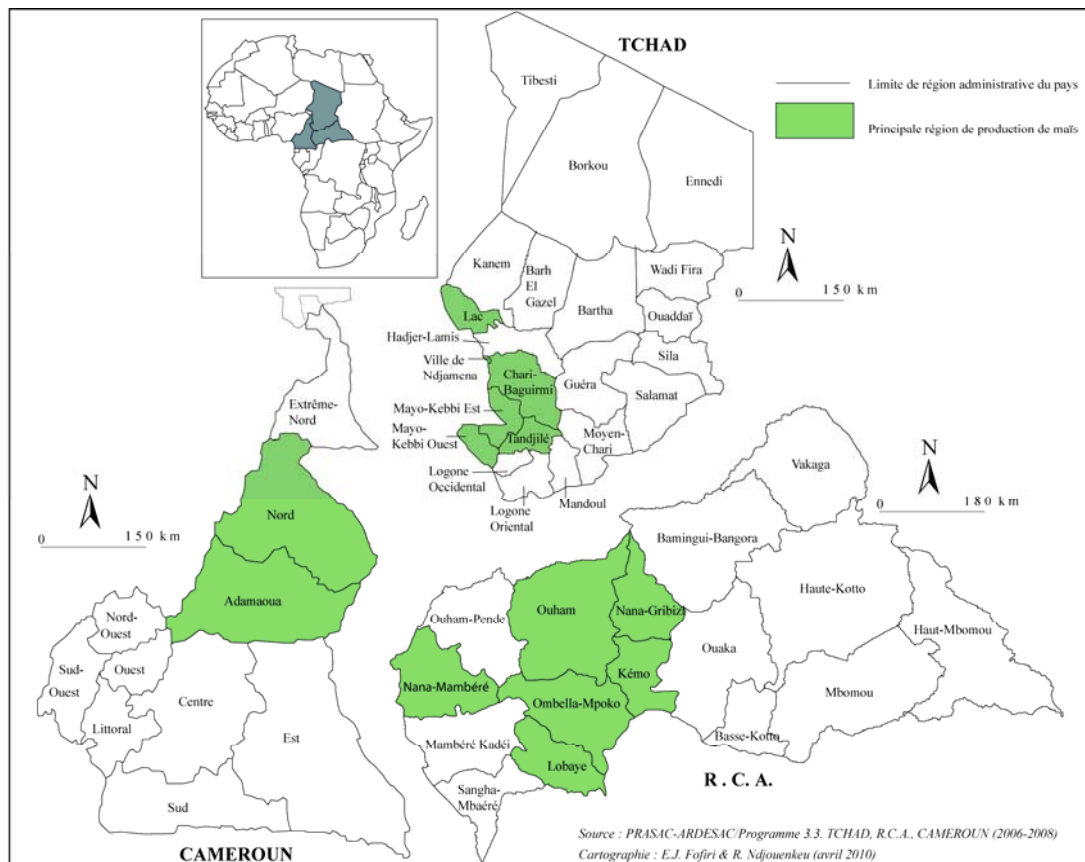 TCHAD
Limite de région administrative du pays
Principale région de production de maïs
Tibesti
Borkou
Ennedi
Kanem
Barh
El
Gazel
Bartha
Wadi Fira
Ouaddaï
Sila
Lac
Hadjer-Lamis
Ville de
Ndjamena
Chari-
Baguirmi
Guéra
Salamat
Mayo-Kebbi Est
Mayo-
Kebbi Ouest
Tandjilé
Moyen-
Chari
Logone
Occidental
Logone
Oriental
Mandoul
N
0 150 km
Extrême-
Nord
Nord
Adamaoua
Nord-
Ouest
Sud-
Ouest
Ouest
Littoral
Centre
Est
Sud
N
0 150 km
CAMEROUN
Vakaga
Bamingui-Bangora
Haute-Kotto
Haut-Mbomou
Ouham-Pende
Ouham
Nana-Gribizi
Ouaka
Kémo
Nana-Mambéré
Ombella-Mpoko
Mbomou
Basse-Kotto
Mambéré Kadéi
Lobaye
Sangha-
Mbaéré
N
0 180 km
R . C . A.
Source : PRASAC-ARDESAC/Programme 3.3. TCHAD, R.C.A., CAMEROUN (2006-2008)
Cartographie : E.J. Fofiri & R. Ndjouenkeu (avril 2010)